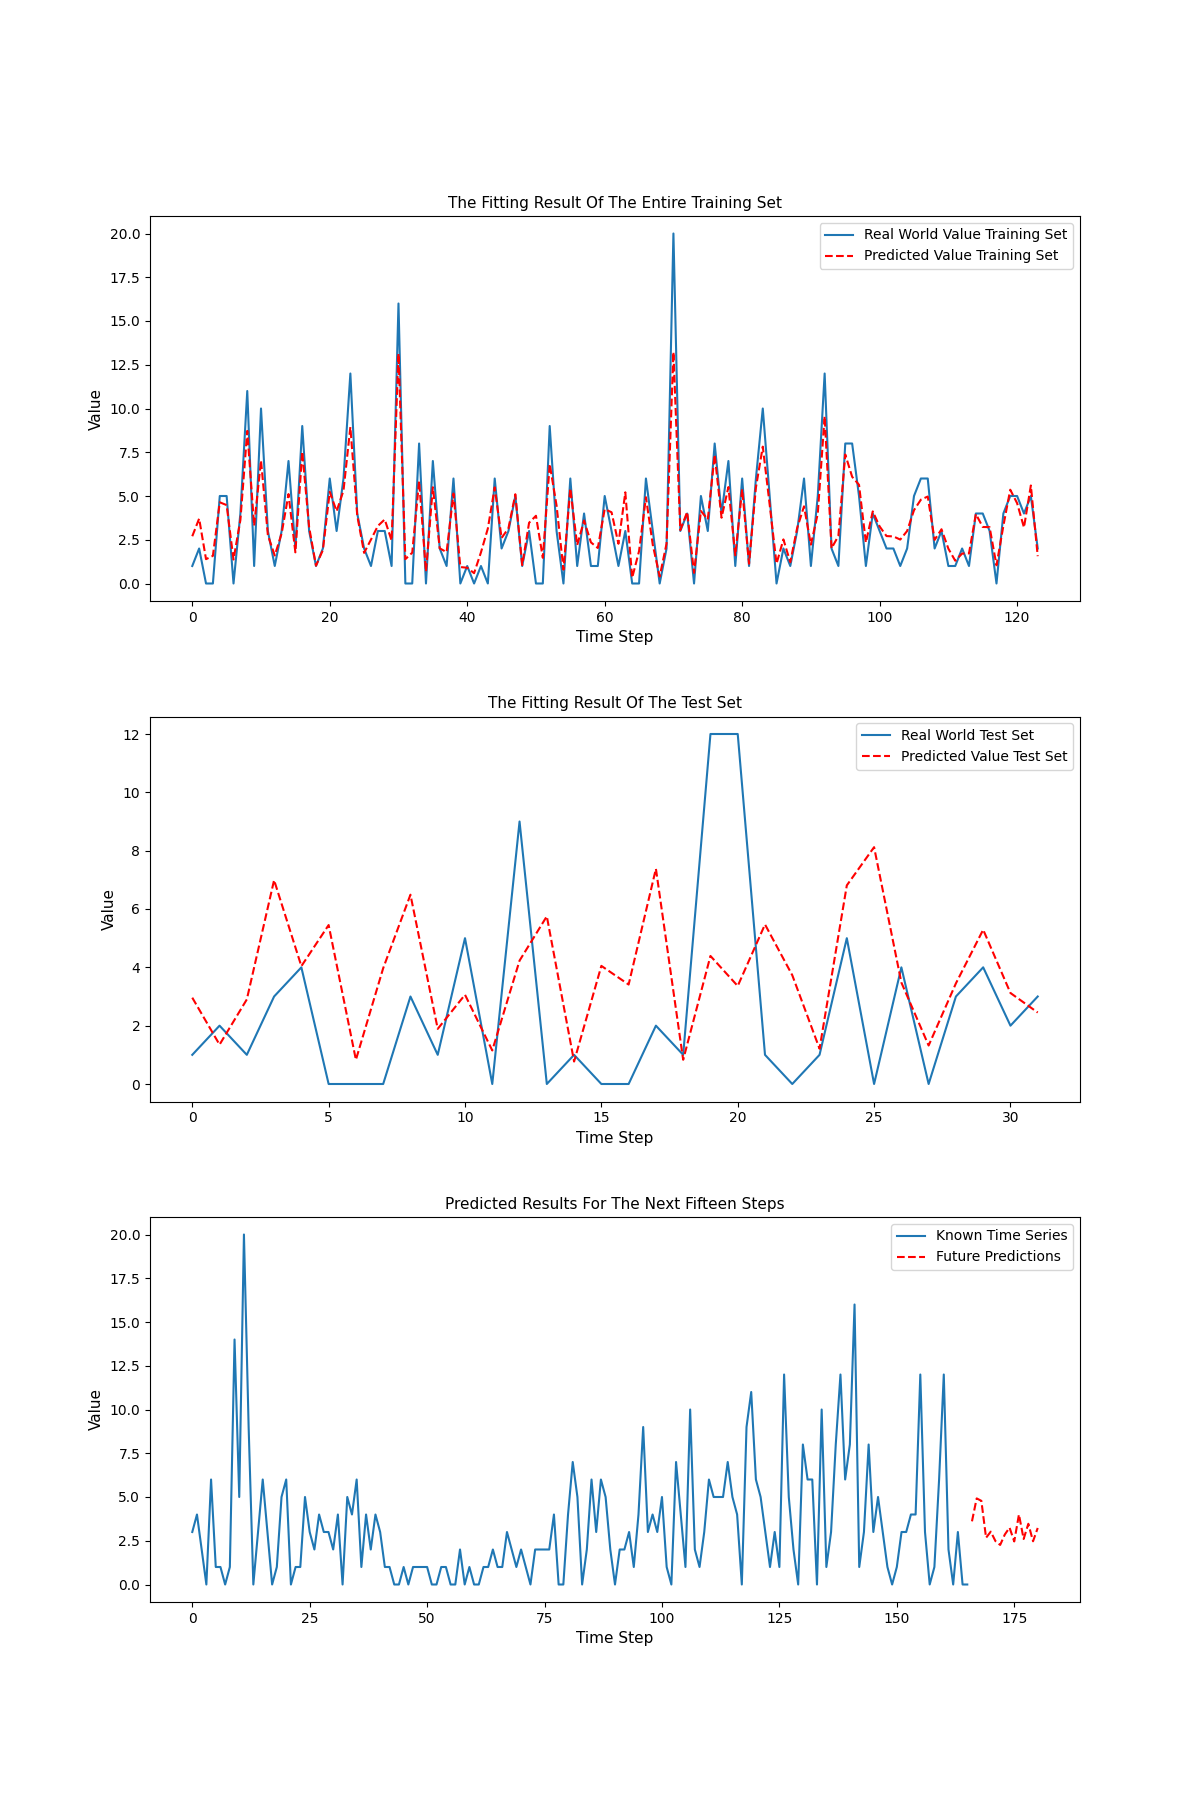 The Fitting Result Of The Entire Training Set
Real World Value Training Set
Predicted Value Training Set
20.0
17.5
15.0
12.5
10.0
7.5
5.0
2.5
0.0
Value
0 20 40 60 80 100 120
Time Step
The Fitting Result Of The Test Set
Real World Test Set
Predicted Value Test Set
12
10
8
6
4
2
0
Value
0 5 10 15 20 25 30
Time Step
Predicted Results For The Next Fifteen Steps
Known Time Series
Future Predictions
20.0
17.5
15.0
12.5
10.0
7.5
5.0
2.5
0.0
Value
0 25 50 75 100 125 150 175
Time Step